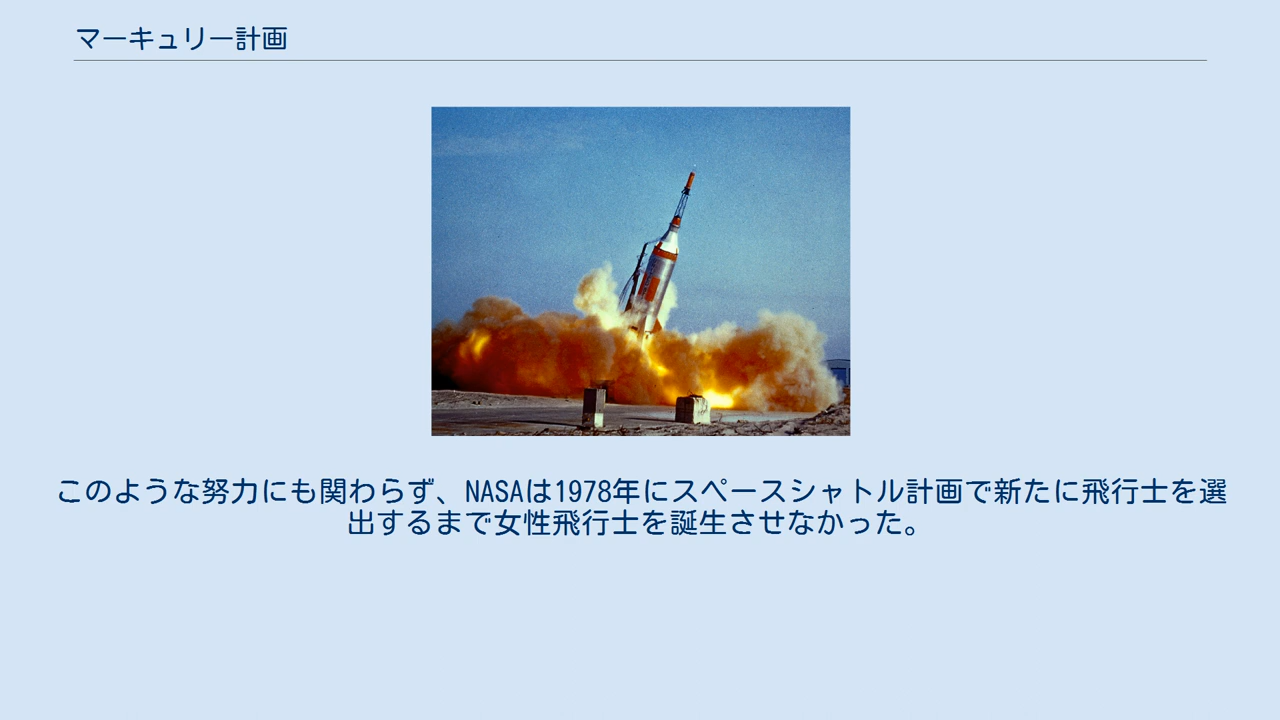 マーキュリー計画
このような努力にも関わらず、NASAは1978年にスペースシャトル計画で新たに飛行士を選
出するまで女性飛行士を誕生させなかった。